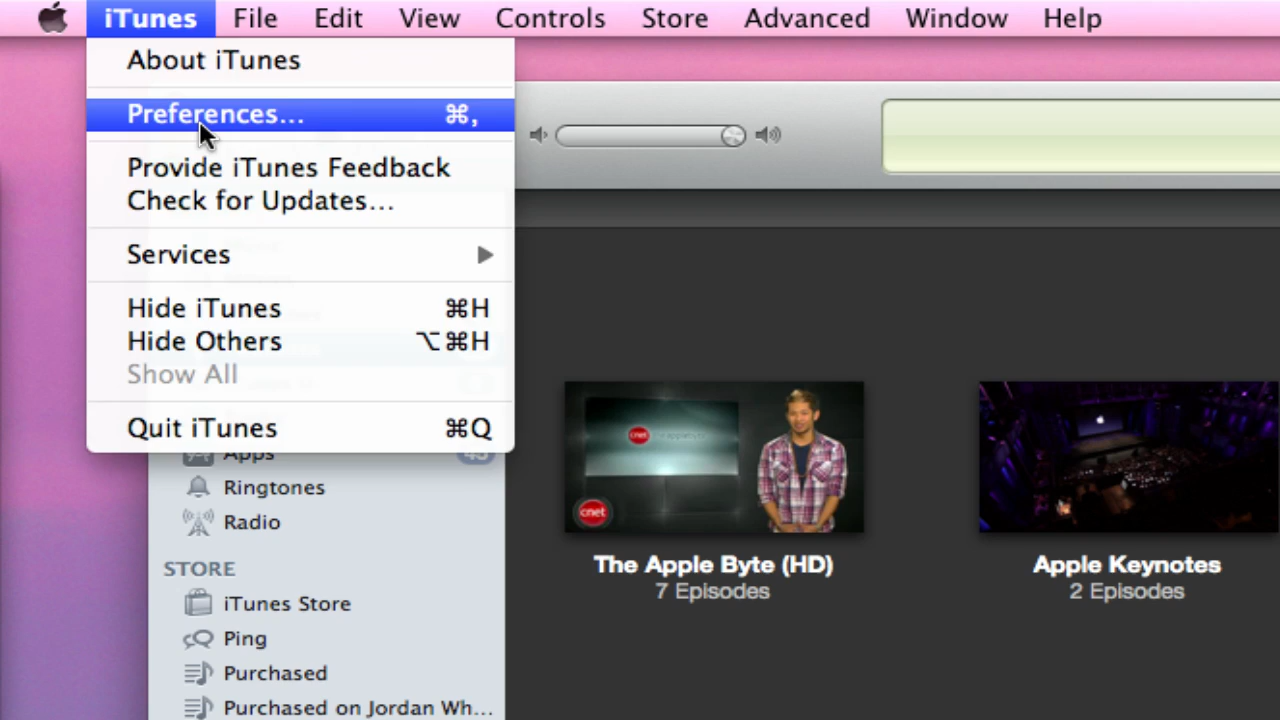 iTunes File Edit View Controls Store Advanced Window Help
About iTunes
Preferences... ⌘,
Provide iTunes Feedback
Check for Updates...
Services
Hide iTunes ⌘H
Hide Others ⌥⌘H
Show All
Quit iTunes ⌘Q
Apps
Ringtones
Radio
STORE
iTunes Store
Ping
Purchased
Purchased on Jordan Wh...
cnet
cnet
The Apple Byte (HD)
7 Episodes
Apple Keynotes
2 Episodes